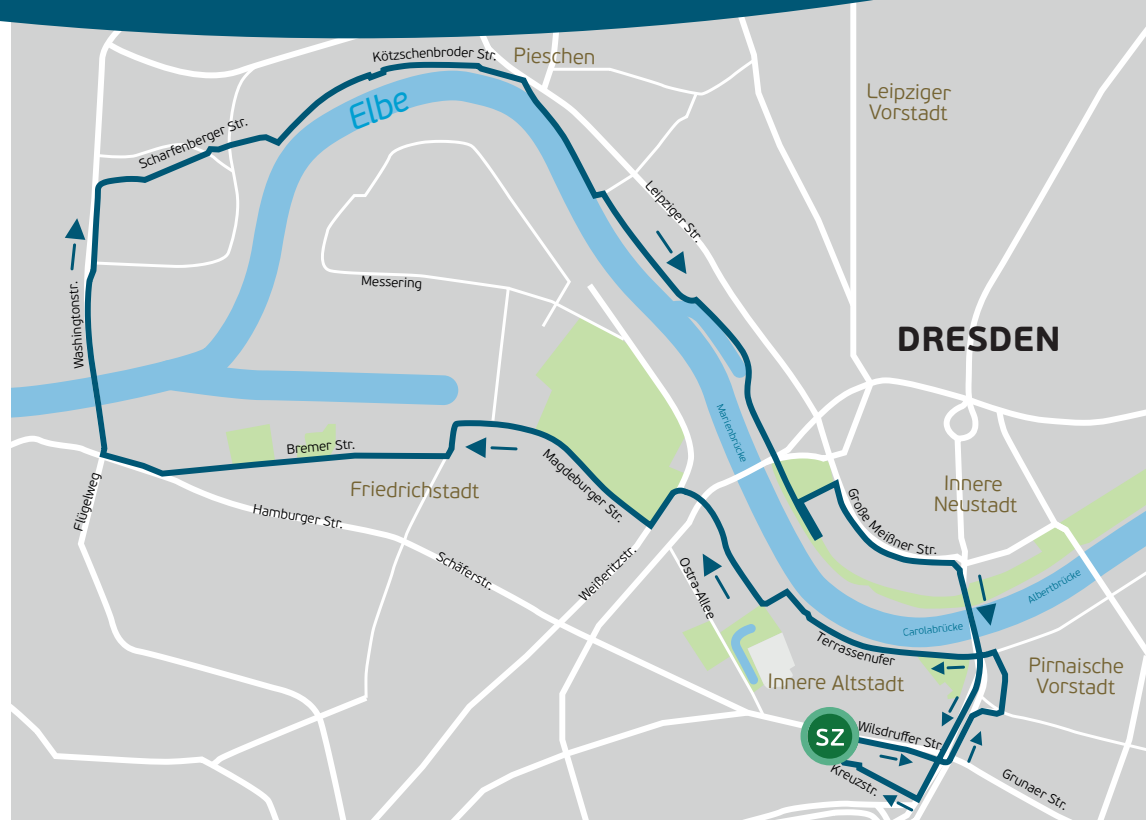 Kötzschenbroder Str.
Pieschen
Elbe
Leipziger
Vorstadt
Scharfenberger Str.
Leipziger Str.
Messering
Washingtonstr.
DRESDEN
Marienbrücke
Bremer Str.
Magdeburger Str.
Friedrichstadt
Flügelweg
Hamburger Str.
Innere
Neustadt
Große Meißner Str.
Schäferstr.
Weißeritzstr.
Ostra-Allee
Albertbrücke
Carolabrücke
Terrassenufer
Innere Altstadt
Pirnaische
Vorstadt
SZ
Wilsdruffer Str.
Kreuzstr.
Grunaer Str.